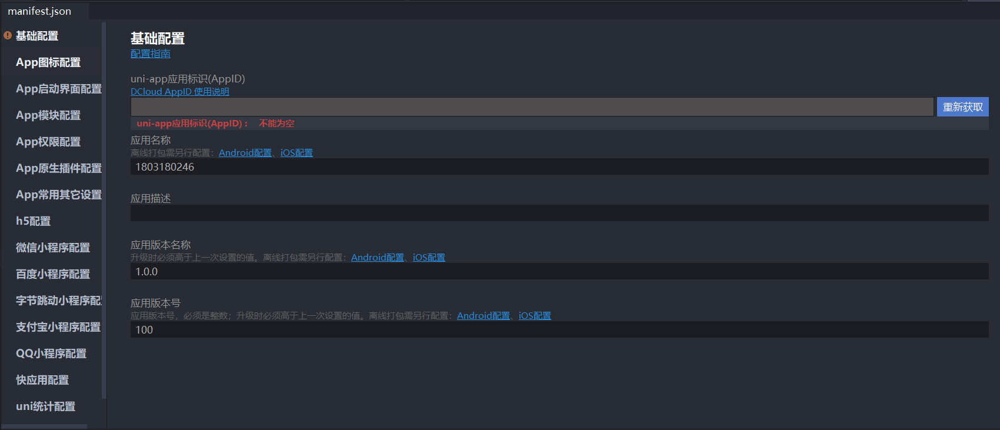 manifest.json
基础配置
App图标配置
App启动界面配置
App模块配置
App权限配置
App原生插件配置
App常用其它设置
h5配置
微信小程序配置
百度小程序配置
字节跳动小程序配
支付宝小程序配置
QQ小程序配置
快应用配置
uni统计配置
基础配置
配置指南
uni-app应用标识(AppID)
DCloud AppID 使用说明
重新获取
uni-app应用标识(AppID)： 不能为空
应用名称
离线打包需另行配置：Android配置、iOS配置
1803180246
应用描述
应用版本名称
升级时必须高于上一次设置的值。离线打包需另行配置：Android配置、iOS配置
1.0.0
应用版本号
应用版本号，必须是整数；升级时必须高于上一次设置的值。离线打包需另行配置：Android配置、iOS配置
100